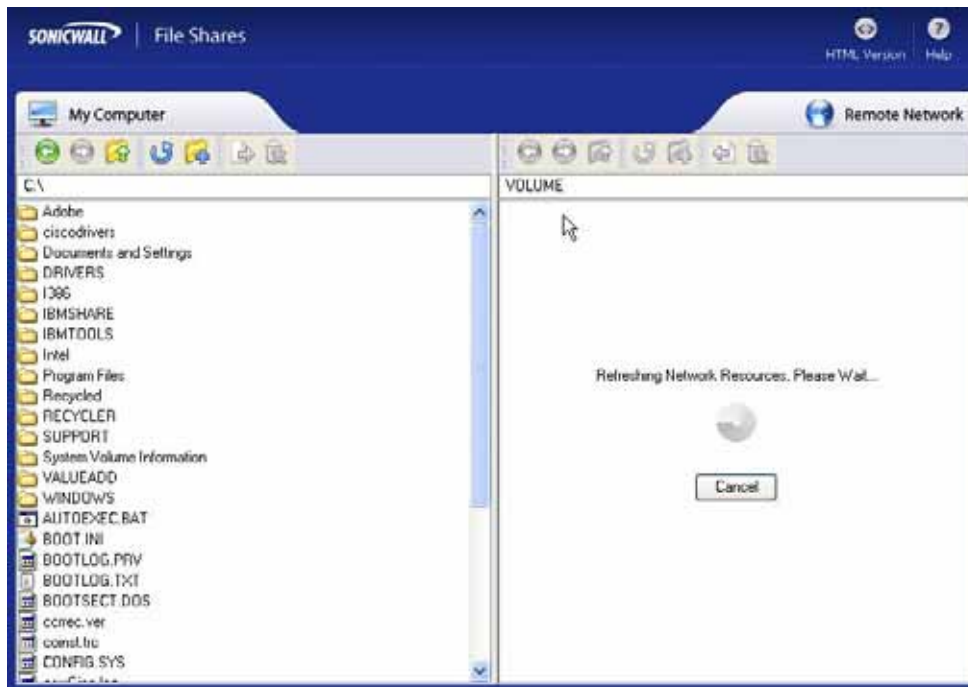 SONICWALL File Shares
HTML Version Help
My Computer
Remote Network
C:\
VOLUME
Adobe
ciscodrivers
Documents and Settings
DRIVERS
I386
IBMSHARE
IBMTOOLS
Intel
Program Files
Recycled
RECYCLER
SUPPORT
System Volume Information
VALUEADD
WINDOWS
AUTOEXEC.BAT
BOOT.INI
BOOTLOG.PRV
BOOTLOG.TXT
BOOTSECT.DOS
ccrec.ver
CONFIG.SYS
Refreshing Network Resources. Please Wait...
Cancel